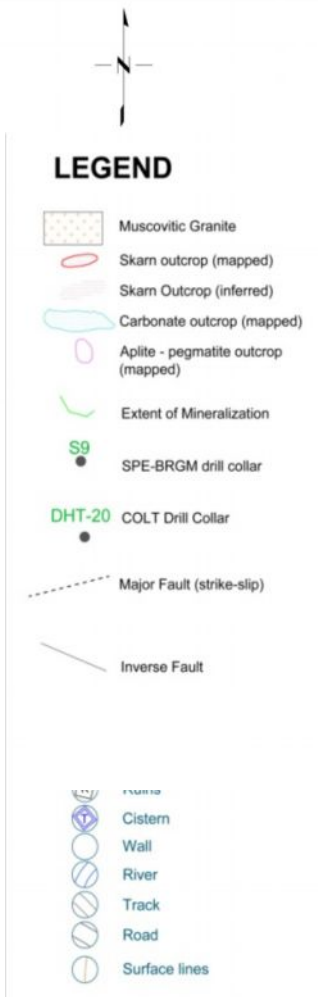 N
LEGEND
Muscovitic Granite
Skarn outcrop (mapped)
Skarn Outcrop (inferred)
Carbonate outcrop (mapped)
Aplite - pegmatite outcrop
(mapped)
Extent of Mineralization
S9
SPE-BRGM drill collar
DHT-20 COLT Drill Collar
Major Fault (strike-slip)
Inverse Fault
T Cistern
Wall
River
Track
Road
Surface lines